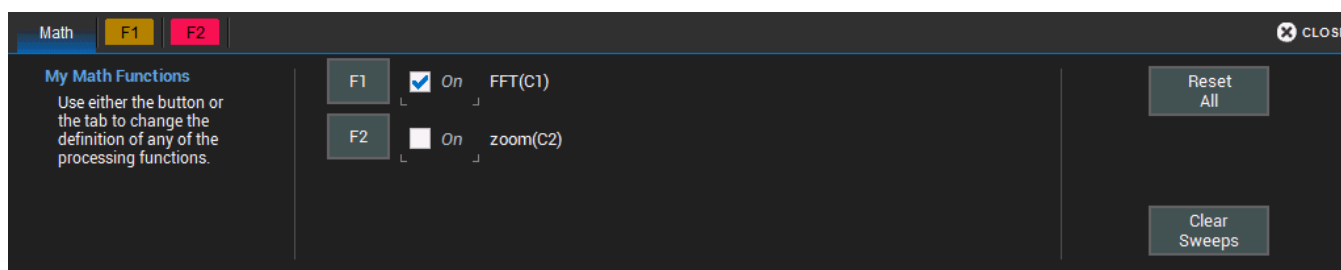 Math F1 F2 CLOSE
My Math Functions
Use either the button or
the tab to change the
definition of any of the
processing functions.
F1 On FFT(C1)
F2 On zoom(C2)
Reset
All
Clear
Sweeps